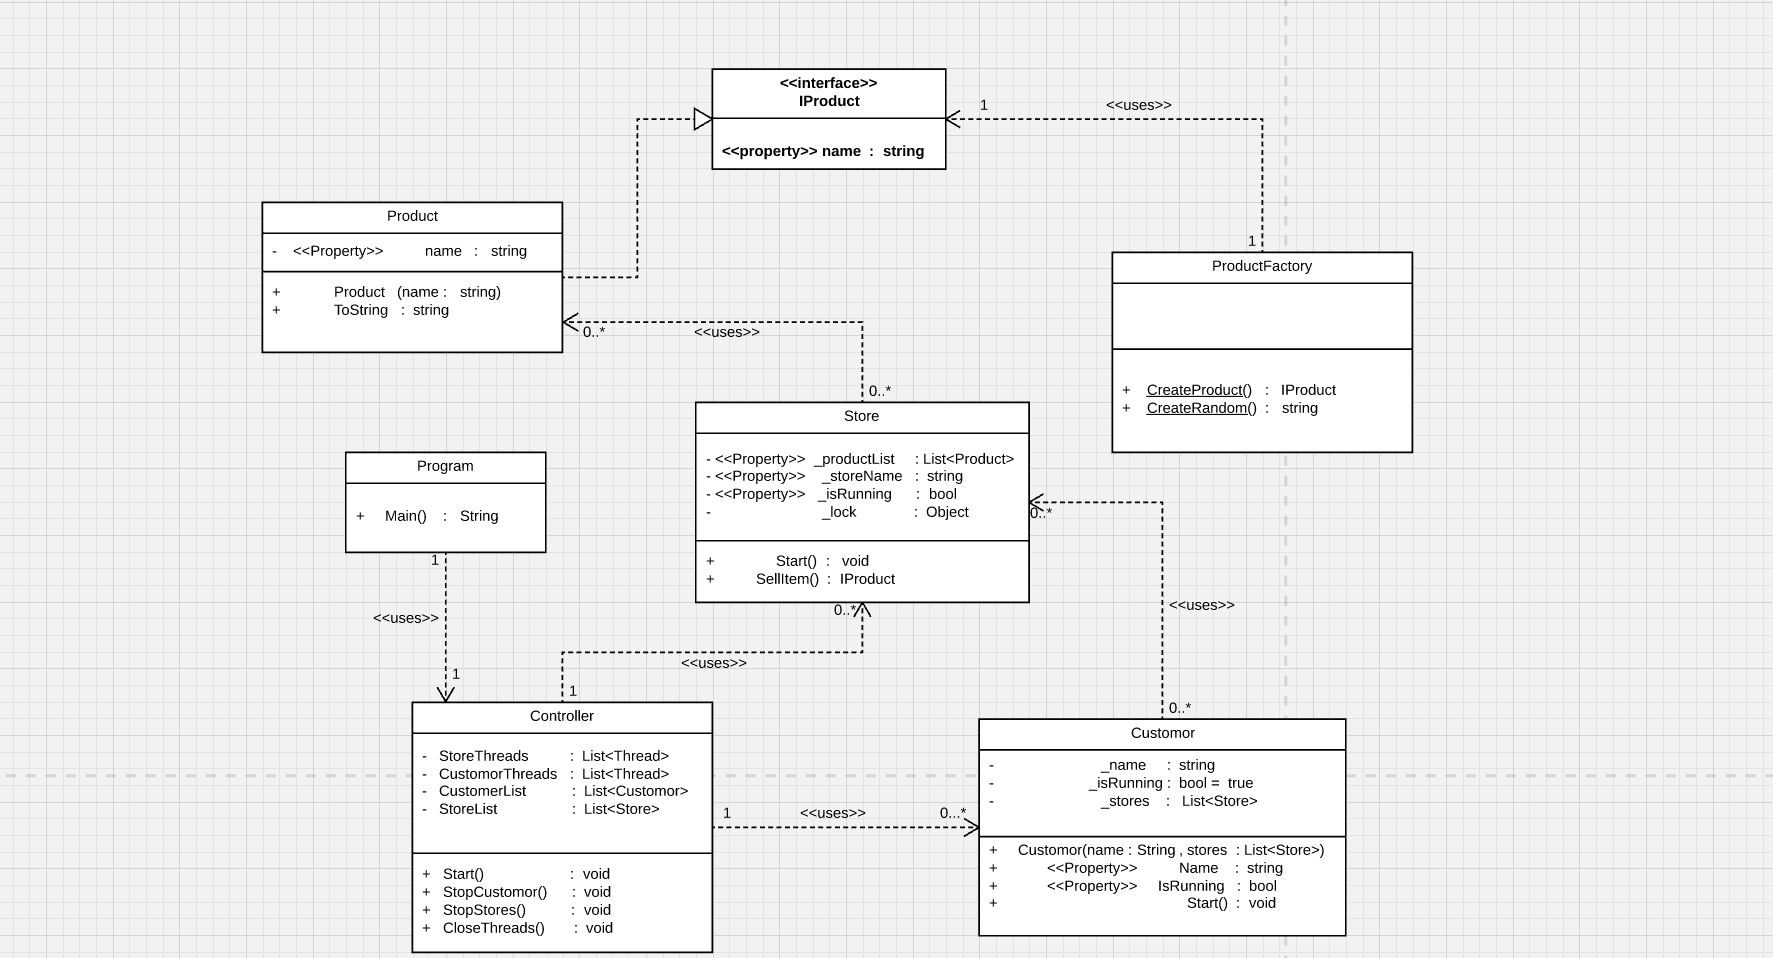 <<interface>>
IProduct
<<property>> name : string
1
<<uses>>
1
Product
- <<Property>> name : string
+ Product (name : string)
+ ToString : string
0..*
<<uses>>
0..*
ProductFactory
+ CreateProduct() : IProduct
+ CreateRandom() : string
Store
- <<Property>> _productList : List<Product>
- <<Property>> _storeName : string
- <<Property>> _isRunning : bool
- _lock : Object
+ Start() : void
+ SellItem() : IProduct
Program
+ Main() : String
1
<<uses>>
1
0..*
<<uses>>
1
0..*
<<uses>>
0..*
Controller
- StoreThreads : List<Thread>
- CustomorThreads : List<Thread>
- CustomerList : List<Customor>
- StoreList : List<Store>
+ Start() : void
+ StopCustomor() : void
+ StopStores() : void
+ CloseThreads() : void
1
<<uses>>
0...*
Customor
- _name : string
- _isRunning : bool = true
- _stores : List<Store>
+ Customor(name : String , stores : List<Store>)
+ <<Property>> Name : string
+ <<Property>> IsRunning : bool
+ Start() : void